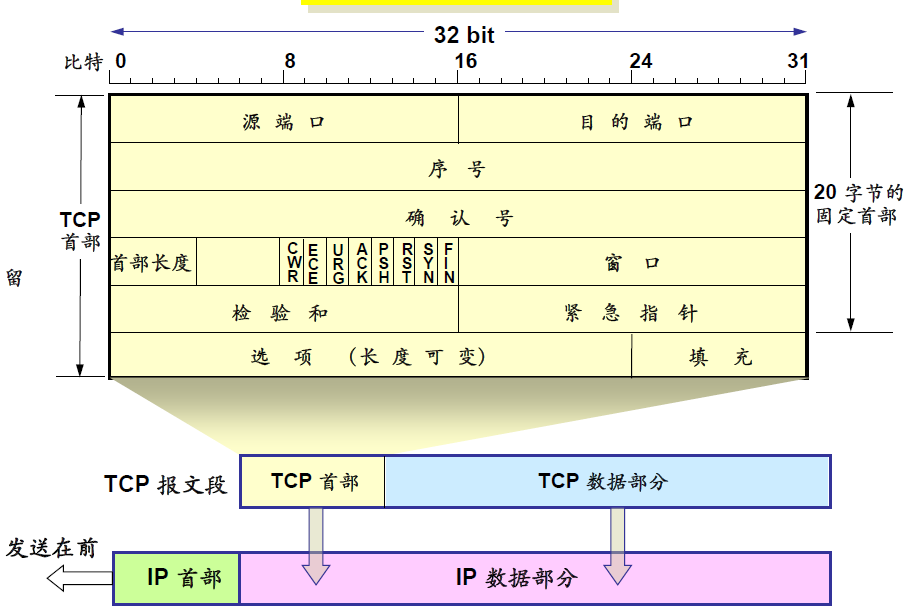 32 bit
比特 0 8 16 24 31
源端口 目的端口
序号
TCP
首部
确认号
20 字节的
固定首部
首部长度 CWR ECE URG ACK PSH RST SYN FIN 窗口
留
检验和 紧急指针
选项 (长度可变) 填充
TCP 报文段 TCP 首部 TCP 数据部分
发送在前
IP 首部 IP 数据部分